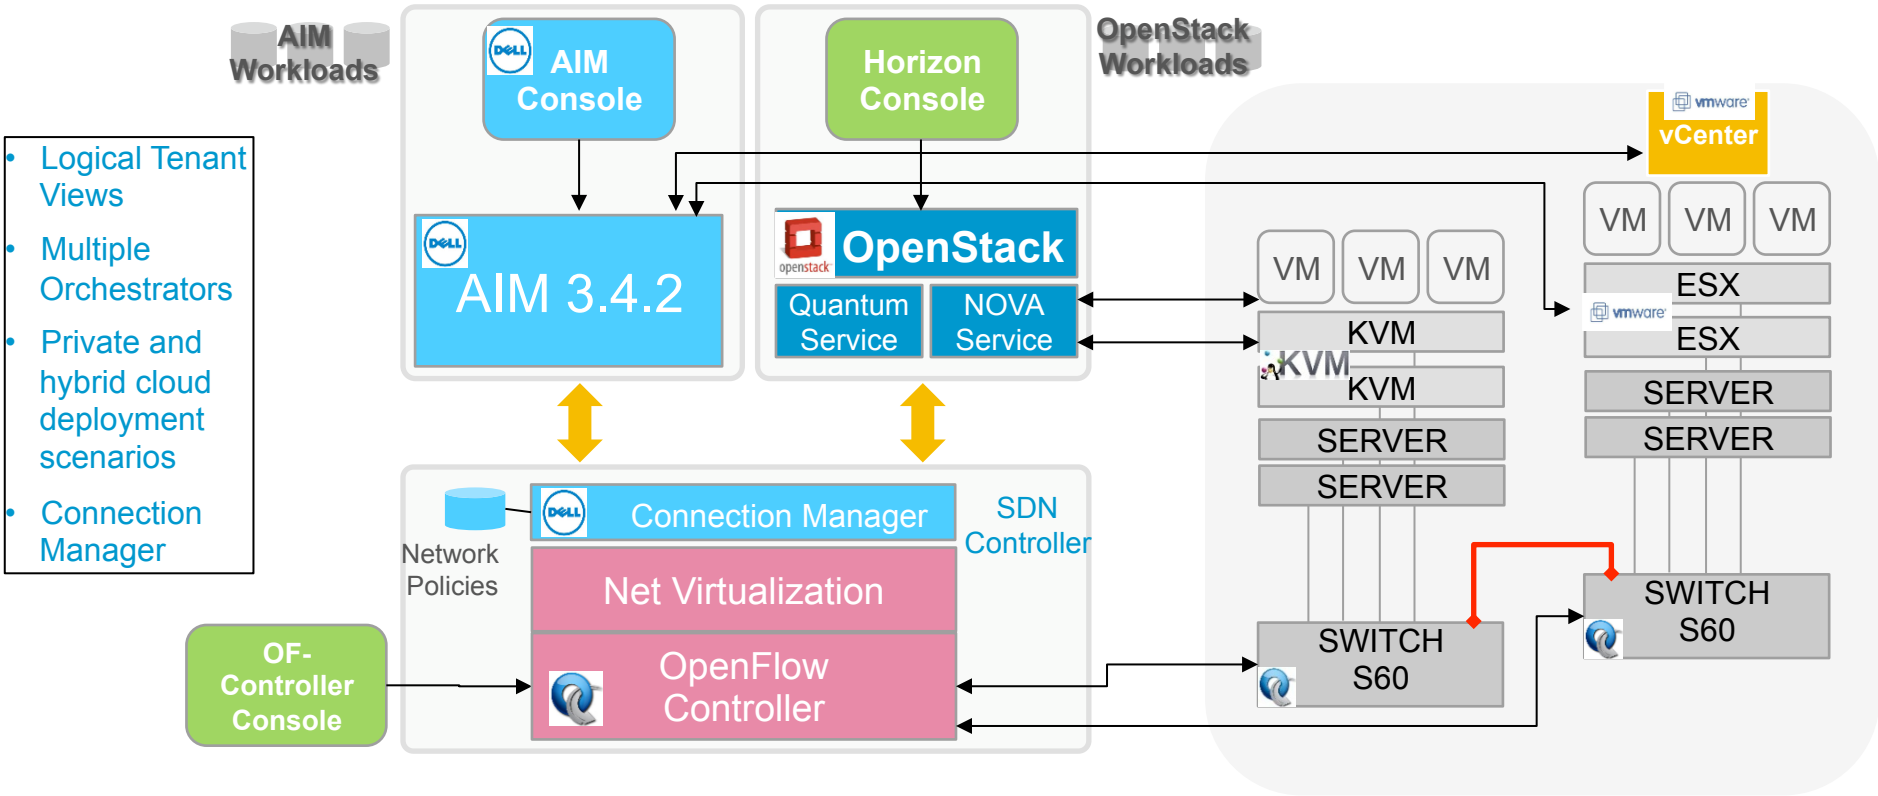 AIM
Workloads
DELL
AIM
Console
Horizon
Console
OpenStack
Workloads
vmware
vCenter
• Logical Tenant
Views
• Multiple
Orchestrators
• Private and
hybrid cloud
deployment
scenarios
• Connection
Manager
DELL
AIM 3.4.2
openstack
OpenStack
Quantum
Service
NOVA
Service
VM VM VM
KVM
KVM
KVM
SERVER
SERVER
SWITCH
S60
VM VM VM
ESX
vmware
ESX
SERVER
SERVER
SWITCH
S60
Network
Policies
DELL
Connection Manager
SDN
Controller
Net Virtualization
OpenFlow
Controller
OF-
Controller
Console